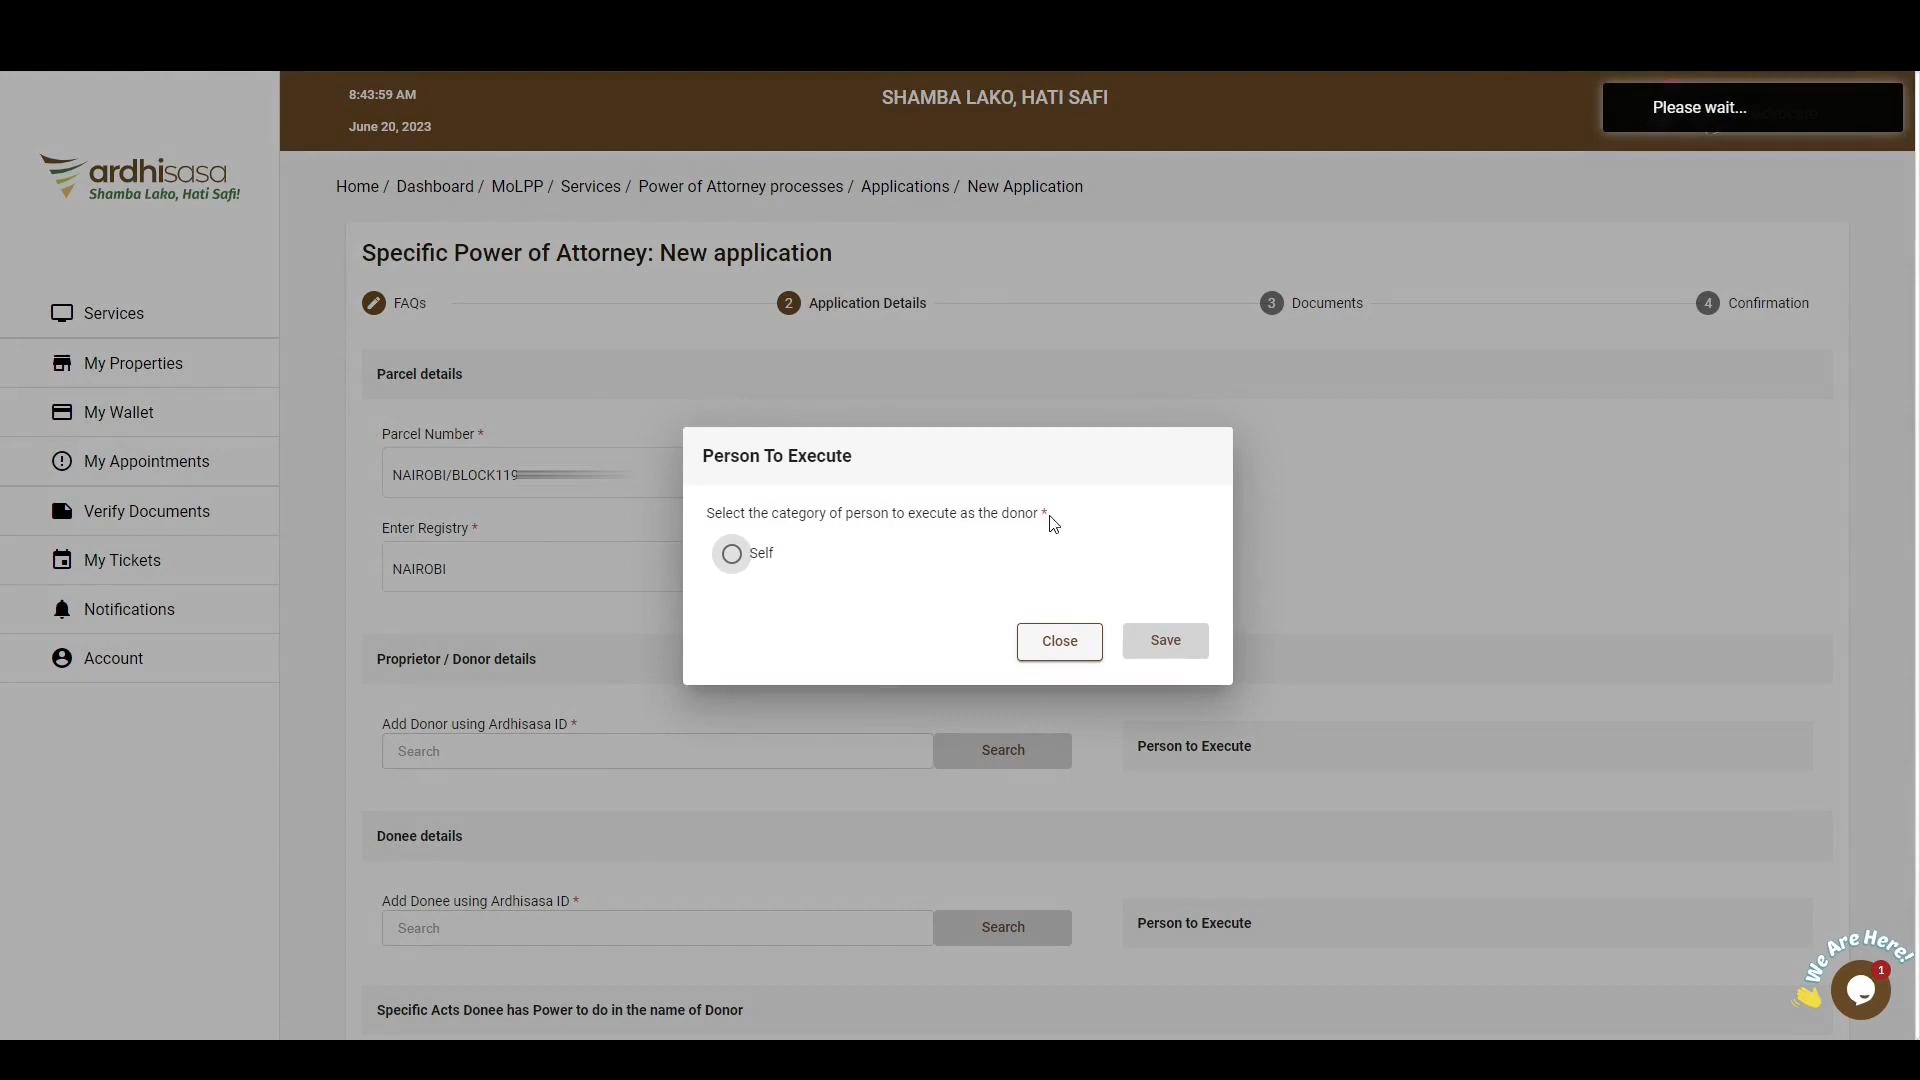 8:43:59 AM
SHAMBA LAKO, HATI SAFI
Please wait...
June 20, 2023
ardhisasa
Shamba Lako, Hati Safi!
Home / Dashboard / MoLPP / Services / Power of Attorney processes / Applications / New Application
Specific Power of Attorney: New application
FAQs
2 Application Details
3 Documents
4 Confirmation
Services
My Properties
My Wallet
My Appointments
Verify Documents
My Tickets
Notifications
Account
Parcel details
Parcel Number *
NAIROBI/BLOCK119
Enter Registry *
NAIROBI
Person To Execute
Select the category of person to execute as the donor *
Self
Close
Save
Proprietor / Donor details
Add Donor using Ardhisasa ID *
Search
Search
Person to Execute
Donee details
Add Donee using Ardhisasa ID *
Search
Search
Person to Execute
Specific Acts Donee has Power to do in the name of Donor
We Are Here!
1